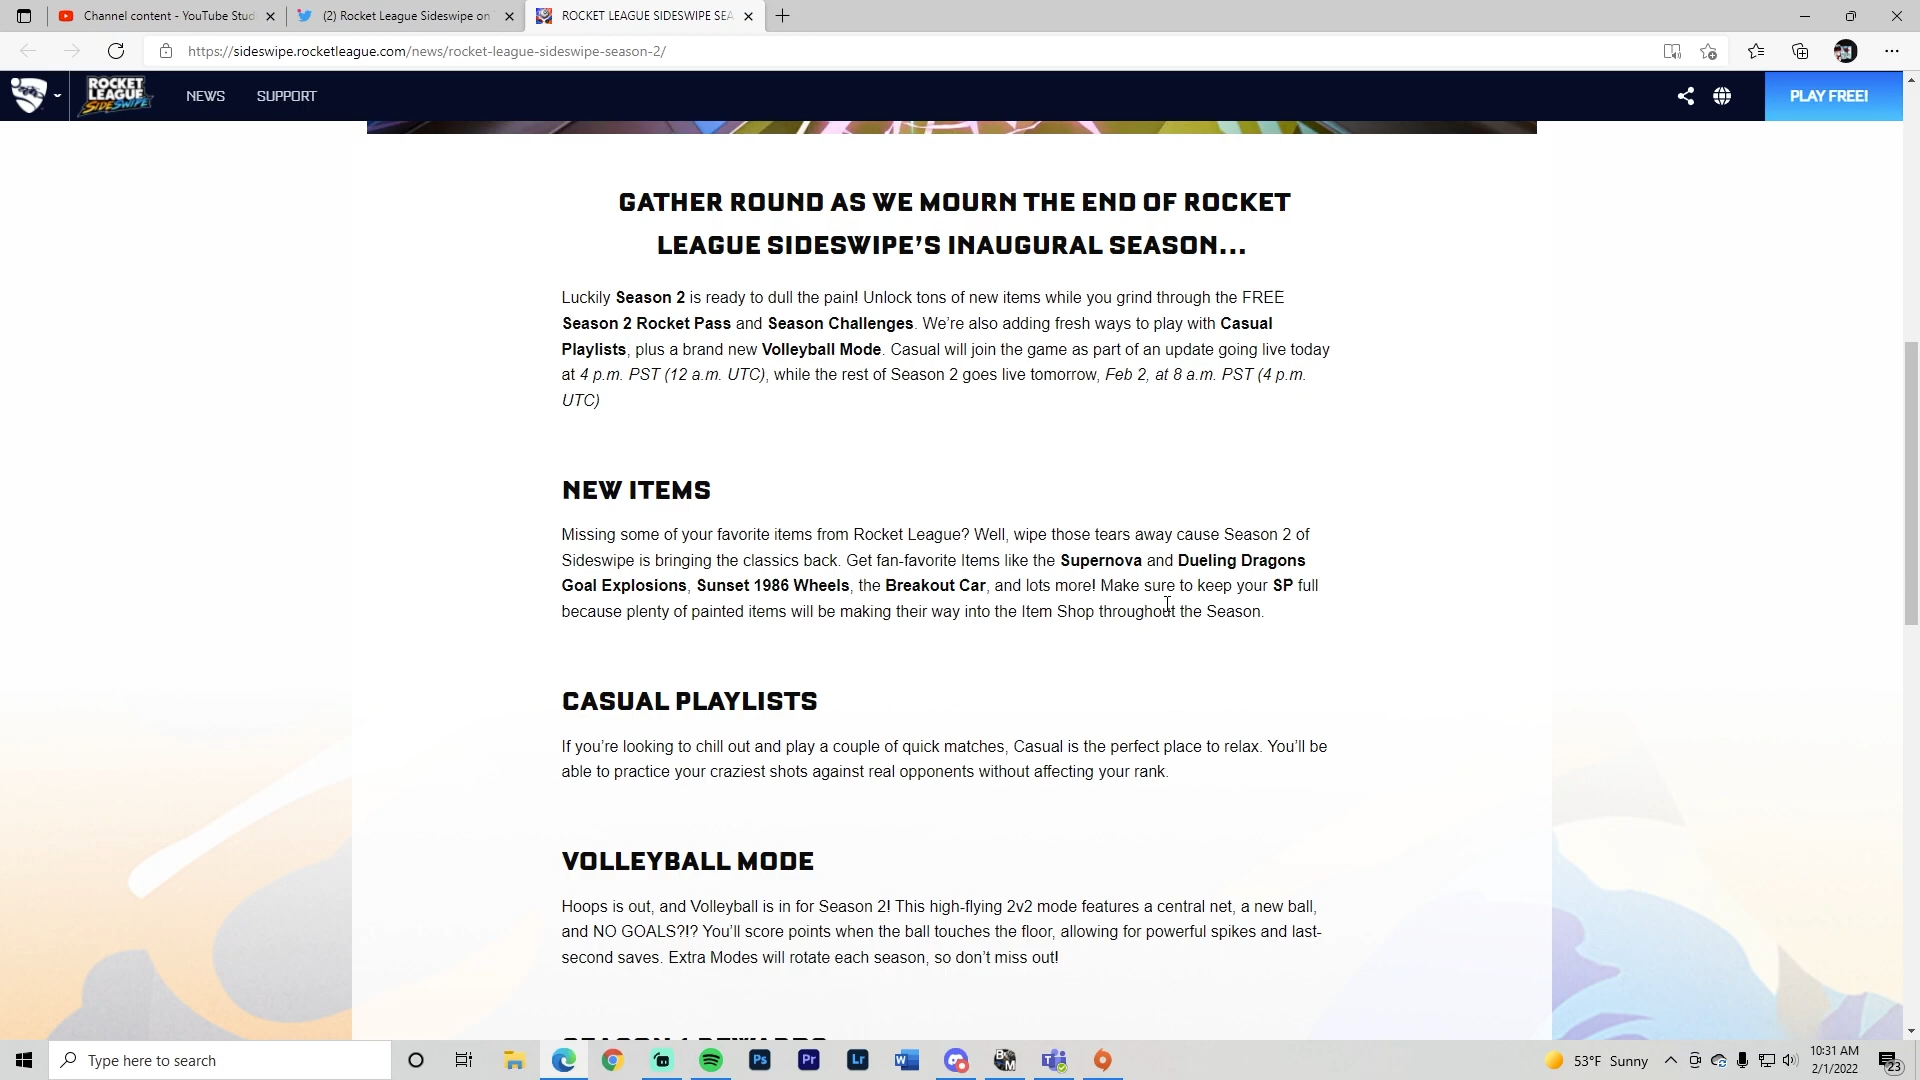 Channel content - YouTube Stud
(2) Rocket League Sideswipe on
ROCKET LEAGUE SIDESWIPE SEA
https://sideswipe.rocketleague.com/news/rocket-league-sideswipe-season-2/
ROCKET LEAGUE SIDESWIPE
NEWS
SUPPORT
PLAY FREE!
GATHER ROUND AS WE MOURN THE END OF ROCKET
LEAGUE SIDESWIPE'S INAUGURAL SEASON...
Luckily Season 2 is ready to dull the pain! Unlock tons of new items while you grind through the FREE
Season 2 Rocket Pass and Season Challenges. We're also adding fresh ways to play with Casual
Playlists, plus a brand new Volleyball Mode. Casual will join the game as part of an update going live today
at 4 p.m. PST (12 a.m. UTC), while the rest of Season 2 goes live tomorrow, Feb 2, at 8 a.m. PST (4 p.m.
UTC)
NEW ITEMS
Missing some of your favorite items from Rocket League? Well, wipe those tears away cause Season 2 of
Sideswipe is bringing the classics back. Get fan-favorite Items like the Supernova and Dueling Dragons
Goal Explosions, Sunset 1986 Wheels, the Breakout Car, and lots more! Make sure to keep your SP full
because plenty of painted items will be making their way into the Item Shop throughout the Season.
CASUAL PLAYLISTS
If you're looking to chill out and play a couple of quick matches, Casual is the perfect place to relax. You'll be
able to practice your craziest shots against real opponents without affecting your rank.
VOLLEYBALL MODE
Hoops is out, and Volleyball is in for Season 2! This high-flying 2v2 mode features a central net, a new ball,
and NO GOALS?!? You'll score points when the ball touches the floor, allowing for powerful spikes and last-
second saves. Extra Modes will rotate each season, so don't miss out!
SEASON 1 REWARDS
Type here to search
Ps
Pr
Lr
53°F Sunny
10:31 AM
2/1/2022
23